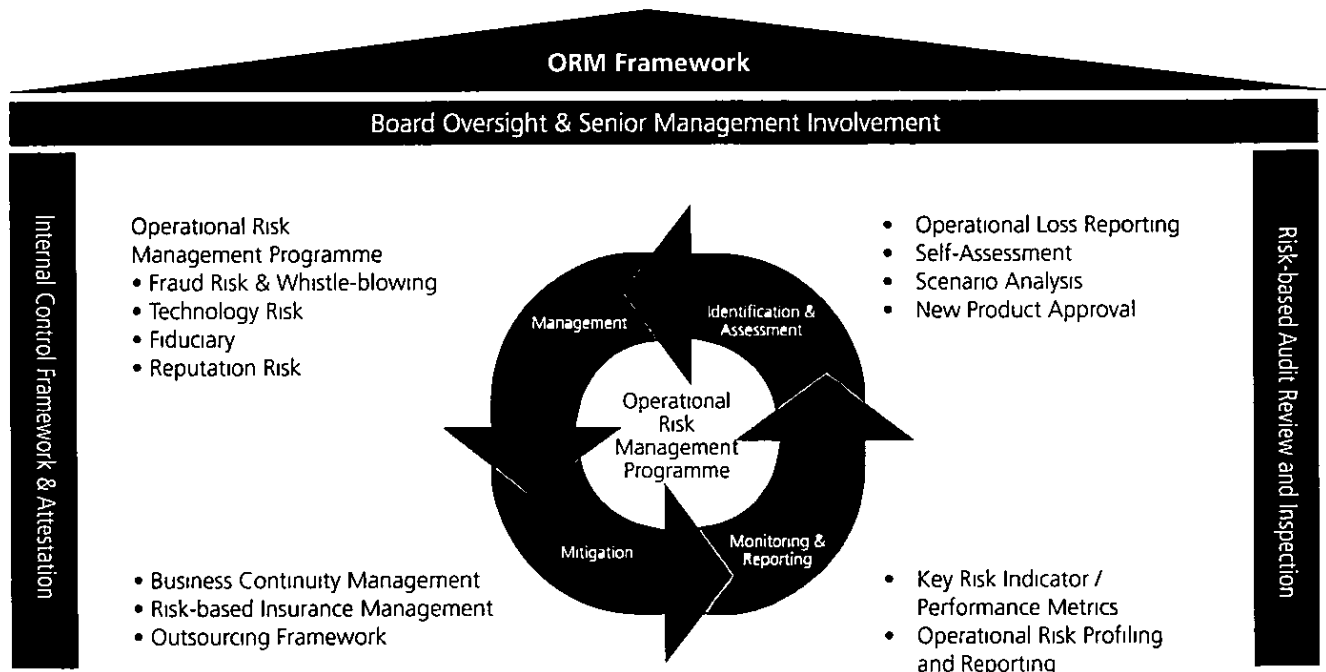 ORM Framework
Board Oversight & Senior Management Involvement
Internal Control Framework & Attestation
Operational Risk
Management Programme
• Fraud Risk & Whistle-blowing
• Technology Risk
• Fiduciary
• Reputation Risk
• Operational Loss Reporting
• Self-Assessment
• Scenario Analysis
• New Product Approval
Management
Identification &
Assessment
Operational
Risk
Management
Programme
Mitigation
Monitoring &
Reporting
• Business Continuity Management
• Risk-based Insurance Management
• Outsourcing Framework
• Key Risk Indicator /
Performance Metrics
• Operational Risk Profiling
and Reporting
Risk-based Audit Review and Inspection